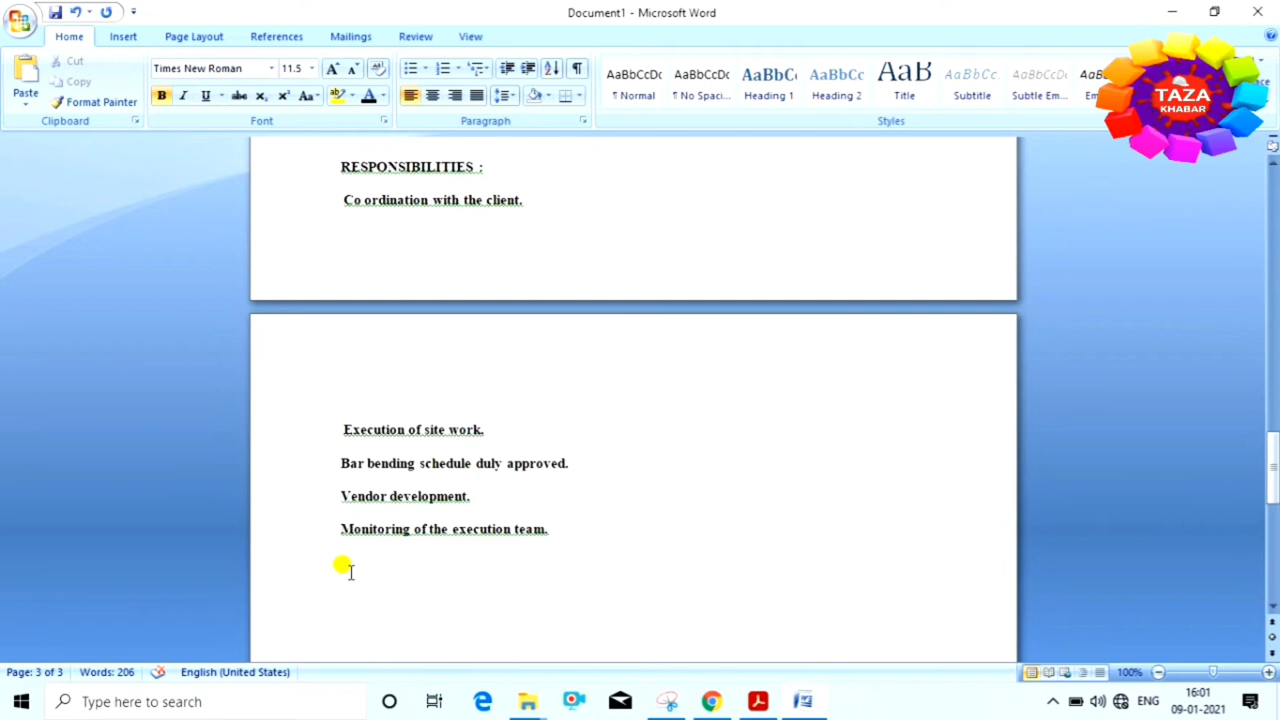 Document1 - Microsoft Word
Home Insert Page Layout References Mailings Review View
Paste
Cut
Copy
Format Painter
Clipboard
Times New Roman 11.5
Font
Paragraph
AaBbCcDc AaBbCcDc AaBbC AaBbCc AaB AaBbCc. AaBbCcDc
¶ Normal ¶ No Spaci... Heading 1 Heading 2 Title Subtitle Subtle Em...
Styles
TAZA
KHABAR
RESPONSIBILITIES :
Co ordination with the client.
Execution of site work.
Bar bending schedule duly approved.
Vendor development.
Monitoring of the execution team.
Page: 3 of 3 Words: 206 English (United States) 100%
Type here to search
ENG
16:01
09-01-2021